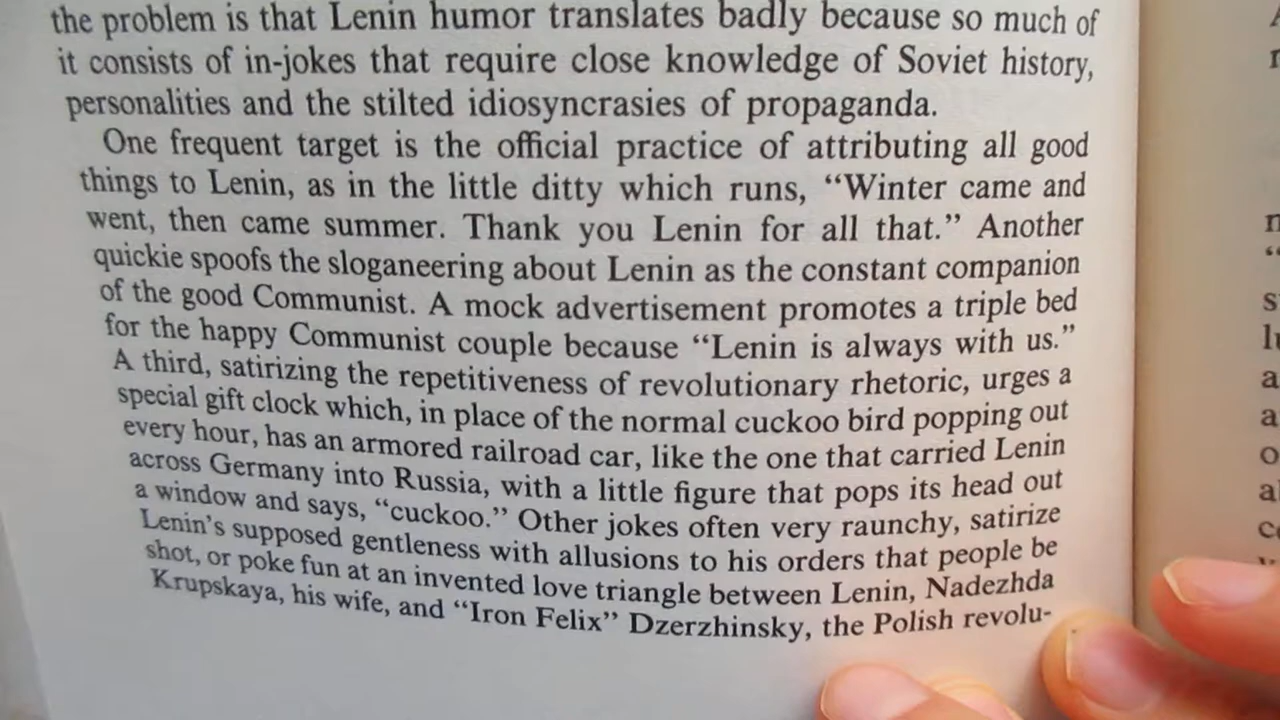 the problem is that Lenin humor translates badly because so much of
it consists of in-jokes that require close knowledge of Soviet history,
personalities and the stilted idiosyncrasies of propaganda.
One frequent target is the official practice of attributing all good
things to Lenin, as in the little ditty which runs, “Winter came and
went, then came summer. Thank you Lenin for all that.” Another
quickie spoofs the sloganeering about Lenin as the constant companion
of the good Communist. A mock advertisement promotes a triple bed
for the happy Communist couple because “Lenin is always with us.”
A third, satirizing the repetitiveness of revolutionary rhetoric, urges a
special gift clock which, in place of the normal cuckoo bird popping out
every hour, has an armored railroad car, like the one that carried Lenin
across Germany into Russia, with a little figure that pops its head out
a window and says, “cuckoo.” Other jokes often very raunchy, satirize
Lenin’s supposed gentleness with allusions to his orders that people be
shot, or poke fun at an invented love triangle between Lenin, Nadezhda
Krupskaya, his wife, and “Iron Felix” Dzerzhinsky, the Polish revolu-